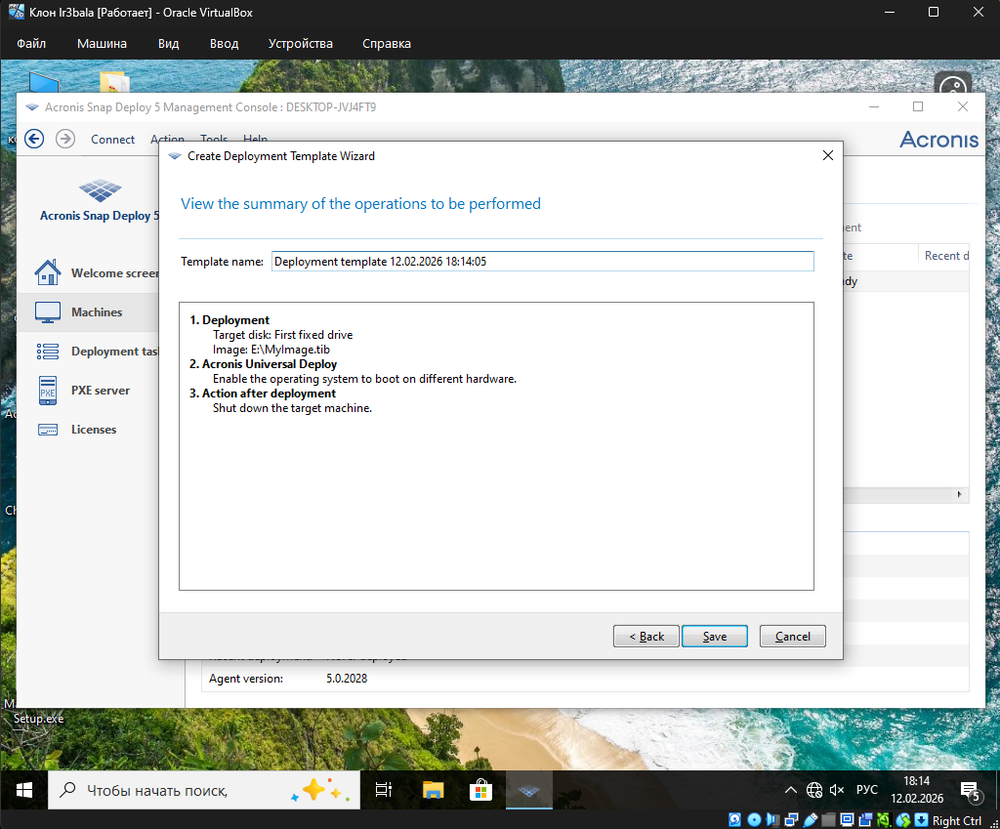 Клон Ir3bala [Работает] - Oracle VirtualBox
Файл Машина Вид Ввод Устройства Справка
Acronis Snap Deploy 5 Management Console : DESKTOP-JVJ4FT9
Connect Action Tools Help
Acronis
Acronis Snap Deploy 5
Welcome screen
Machines
Deployment tas
PXE server
PXE
Licenses
Create Deployment Template Wizard
View the summary of the operations to be performed
Template name: Deployment template 12.02.2026 18:14:05
1. Deployment
Target disk: First fixed drive
Image: E:\MyImage.tib
2. Acronis Universal Deploy
Enable the operating system to boot on different hardware.
3. Action after deployment
Shut down the target machine.
< Back Save Cancel
ent
te Recent d
dy
Agent version: 5.0.2028
Setup.exe
Чтобы начать поиск,
РУС
18:14
12.02.2026
5
Right Ctrl